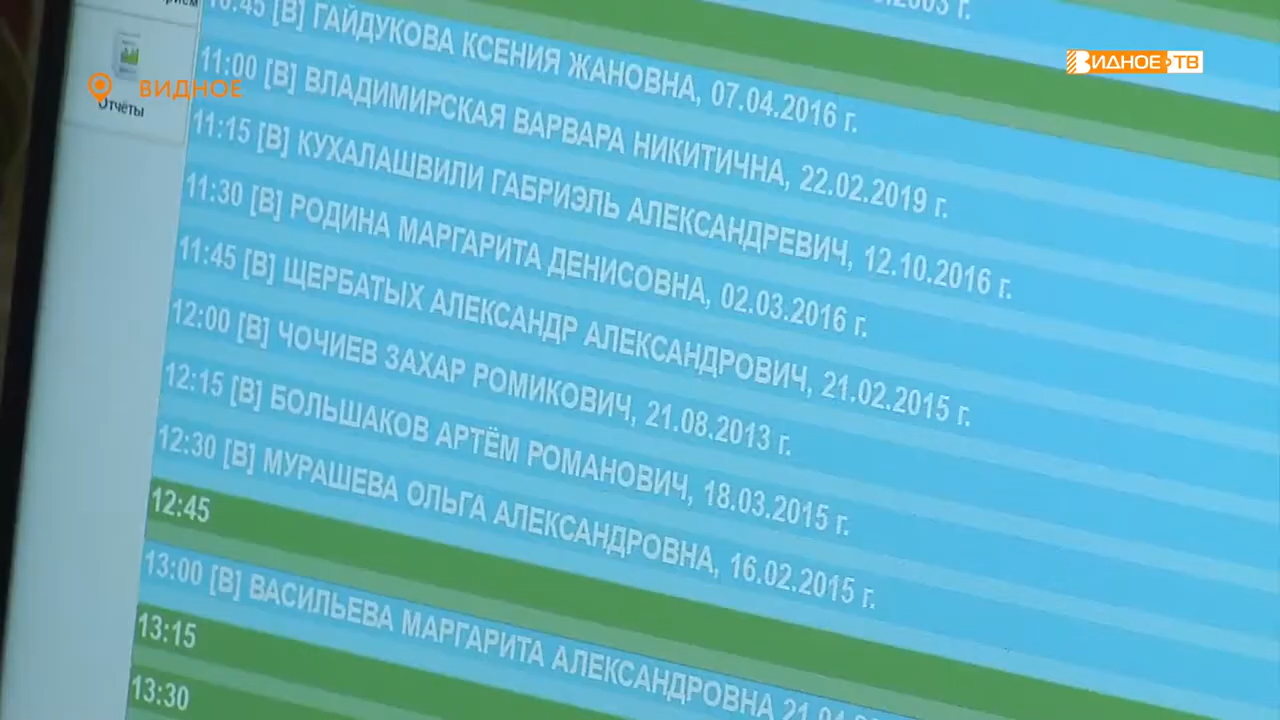 ВИДНОЕ ТВ
ВИДНОЕ
Отчёты
10:45 [В] ГАЙДУКОВА КСЕНИЯ ЖАНОВНА, 07.04.2016 г.
11:00 [В] ВЛАДИМИРСКАЯ ВАРВАРА НИКИТИЧНА, 22.02.2019 г.
11:15 [В] КУХАЛАШВИЛИ ГАБРИЭЛЬ АЛЕКСАНДРЕВИЧ, 12.10.2016 г.
11:30 [В] РОДИНА МАРГАРИТА ДЕНИСОВНА, 02.03.2016 г.
11:45 [В] ЩЕРБАТЫХ АЛЕКСАНДР АЛЕКСАНДРОВИЧ, 21.02.2015 г.
12:00 [В] ЧОЧИЕВ ЗАХАР РОМИКОВИЧ, 21.08.2013 г.
12:15 [В] БОЛЬШАКОВ АРТЁМ РОМАНОВИЧ, 18.03.2015 г.
12:30 [В] МУРАШЕВА ОЛЬГА АЛЕКСАНДРОВНА, 16.02.2015 г.
12:45
13:00 [В] ВАСИЛЬЕВА МАРГАРИТА АЛЕКСАНДРОВНА
13:15
13:30